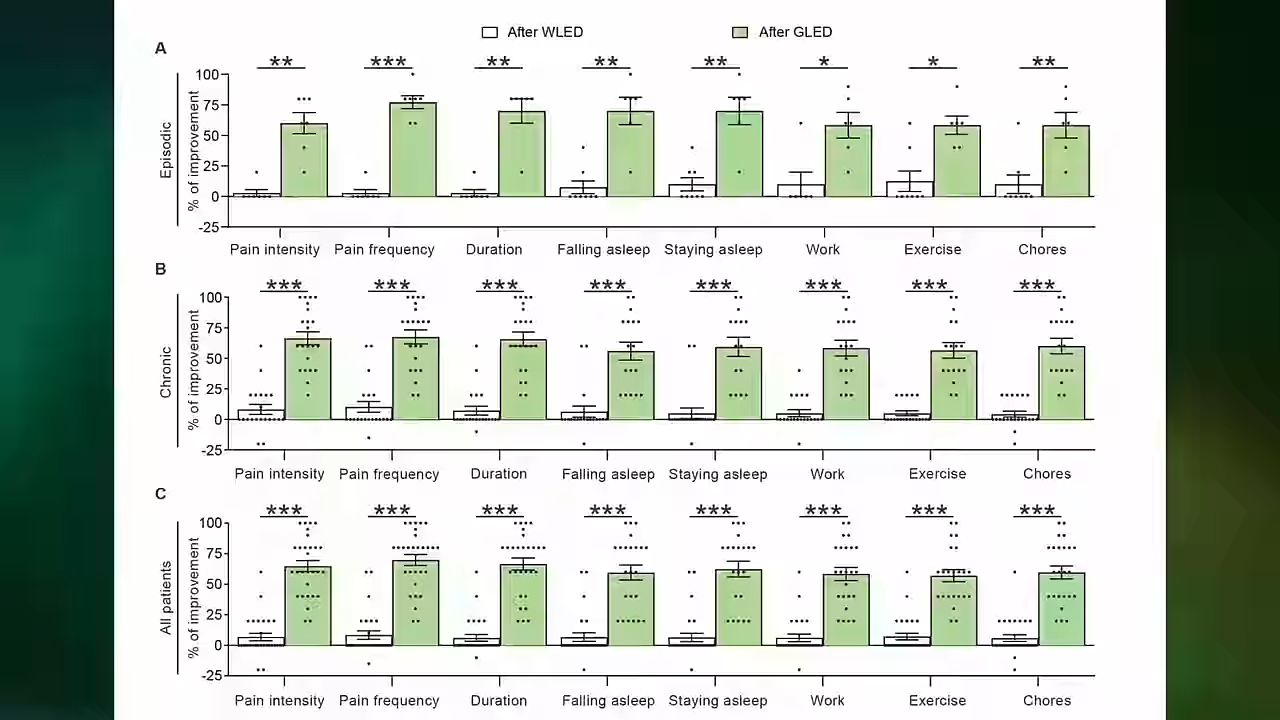 After WLED After GLED
A
** *** ** ** ** * * **
Episodic
% of improvement
100
75
50
25
0
-25
Pain intensity Pain frequency Duration Falling asleep Staying asleep Work Exercise Chores
B
*** *** *** *** *** *** *** ***
Chronic
% of improvement
100
75
50
25
0
-25
Pain intensity Pain frequency Duration Falling asleep Staying asleep Work Exercise Chores
C
*** *** *** *** *** *** *** ***
All patients
% of improvement
100
75
50
25
0
-25
Pain intensity Pain frequency Duration Falling asleep Staying asleep Work Exercise Chores